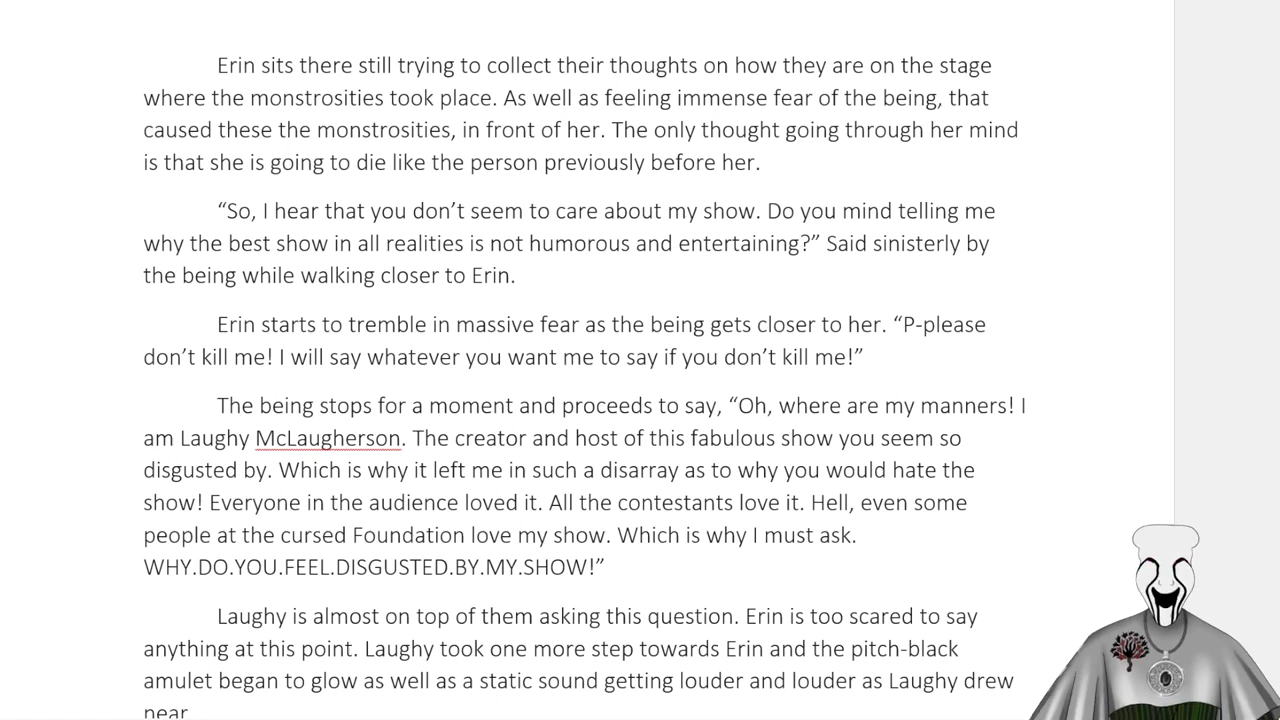 Erin sits there still trying to collect their thoughts on how they are on the stage
where the monstrosities took place. As well as feeling immense fear of the being, that
caused these the monstrosities, in front of her. The only thought going through her mind
is that she is going to die like the person previously before her.
“So, I hear that you don’t seem to care about my show. Do you mind telling me
why the best show in all realities is not humorous and entertaining?” Said sinisterly by
the being while walking closer to Erin.
Erin starts to tremble in massive fear as the being gets closer to her. “P-please
don’t kill me! I will say whatever you want me to say if you don’t kill me!”
The being stops for a moment and proceeds to say, “Oh, where are my manners! I
am Laughy McLaugherson. The creator and host of this fabulous show you seem so
disgusted by. Which is why it left me in such a disarray as to why you would hate the
show! Everyone in the audience loved it. All the contestants love it. Hell, even some
people at the cursed Foundation love my show. Which is why I must ask.
WHY.DO.YOU.FEEL.DISGUSTED.BY.MY.SHOW!”
Laughy is almost on top of them asking this question. Erin is too scared to say
anything at this point. Laughy took one more step towards Erin and the pitch-black
amulet began to glow as well as a static sound getting louder and louder as Laughy drew
near